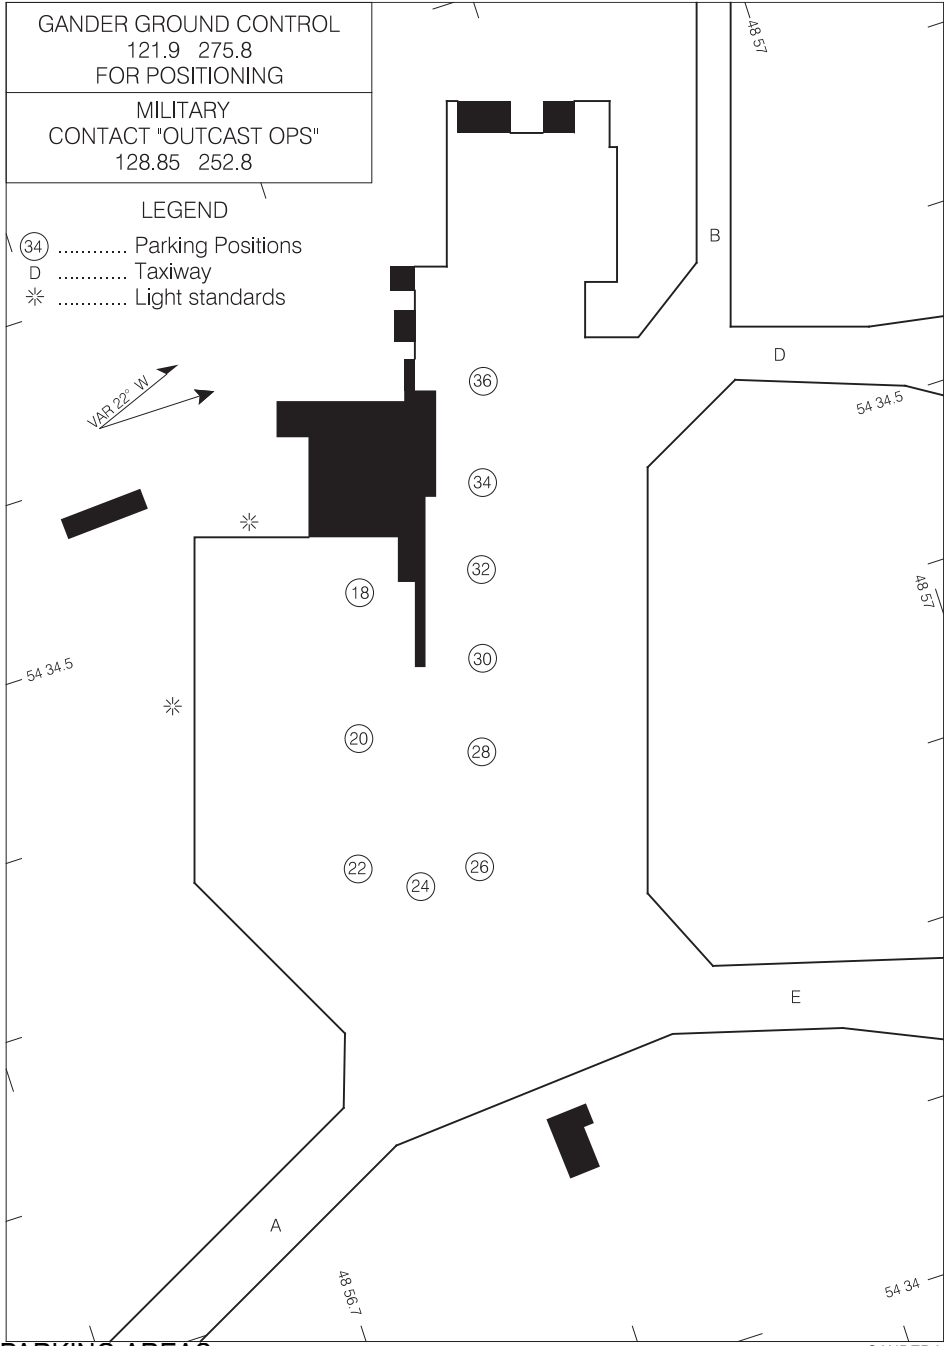 GANDER GROUND CONTROL
121.9 275.8
FOR POSITIONING
MILITARY
CONTACT "OUTCAST OPS"
128.85 252.8
LEGEND
34 ........... Parking Positions
D ........... Taxiway
........... Light standards
VAR 22° W
48 57
B
D
54 34.5
36
34
32
18
30
48 57
54 34.5
20
28
22
24
26
E
A
48 56.7
54 34
PARKING AREAS